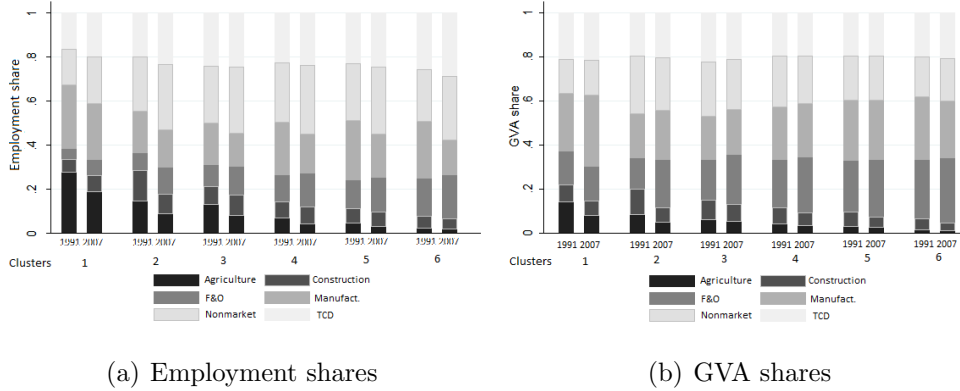 Employment share
0 .2 .4 .6 .8 1
1991 2007 1991 2007 1991 2007 1991 2007 1991 2007 1991 2007
Clusters 1 2 3 4 5 6
Agriculture Construction
F&O Manufact.
Nonmarket TCD
(a) Employment shares
GVA share
0 .2 .4 .6 .8 1
1991 2007 1991 2007 1991 2007 1991 2007 1991 2007 1991 2007
Clusters 1 2 3 4 5 6
Agriculture Construction
F&O Manufact.
Nonmarket TCD
(b) GVA shares